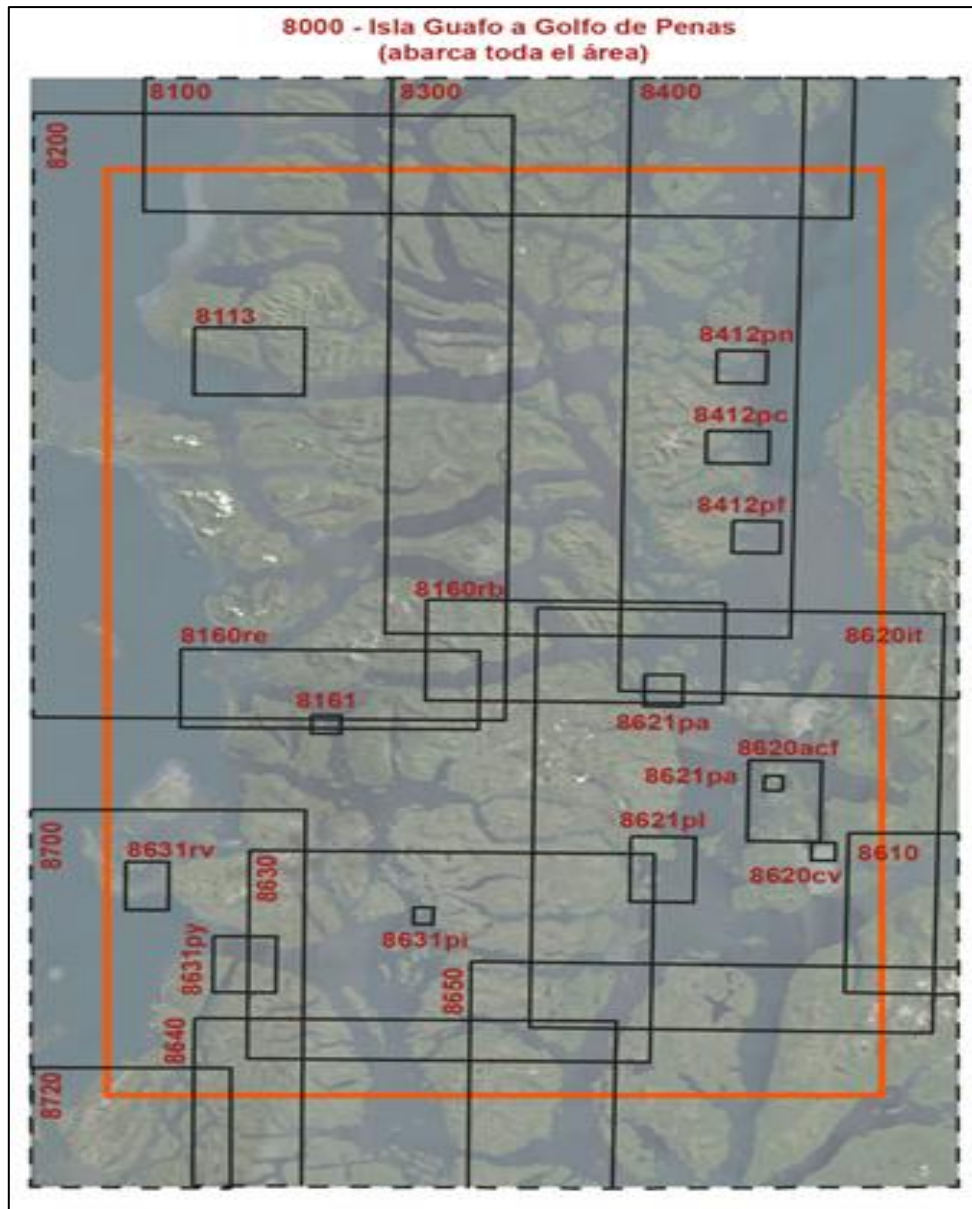 8000 - Isla Guafo a Golfo de Penas
(abarca toda el área)
8100
8300
8400
8200
8113
8412pn
8412pc
8412pf
8160rb
8160re
8620it
8161
8621pa
8620acf
8621pa
8621pl
8700
8631rv
8630
8610
8620cv
8631pi
8631py
8650
8640
8720